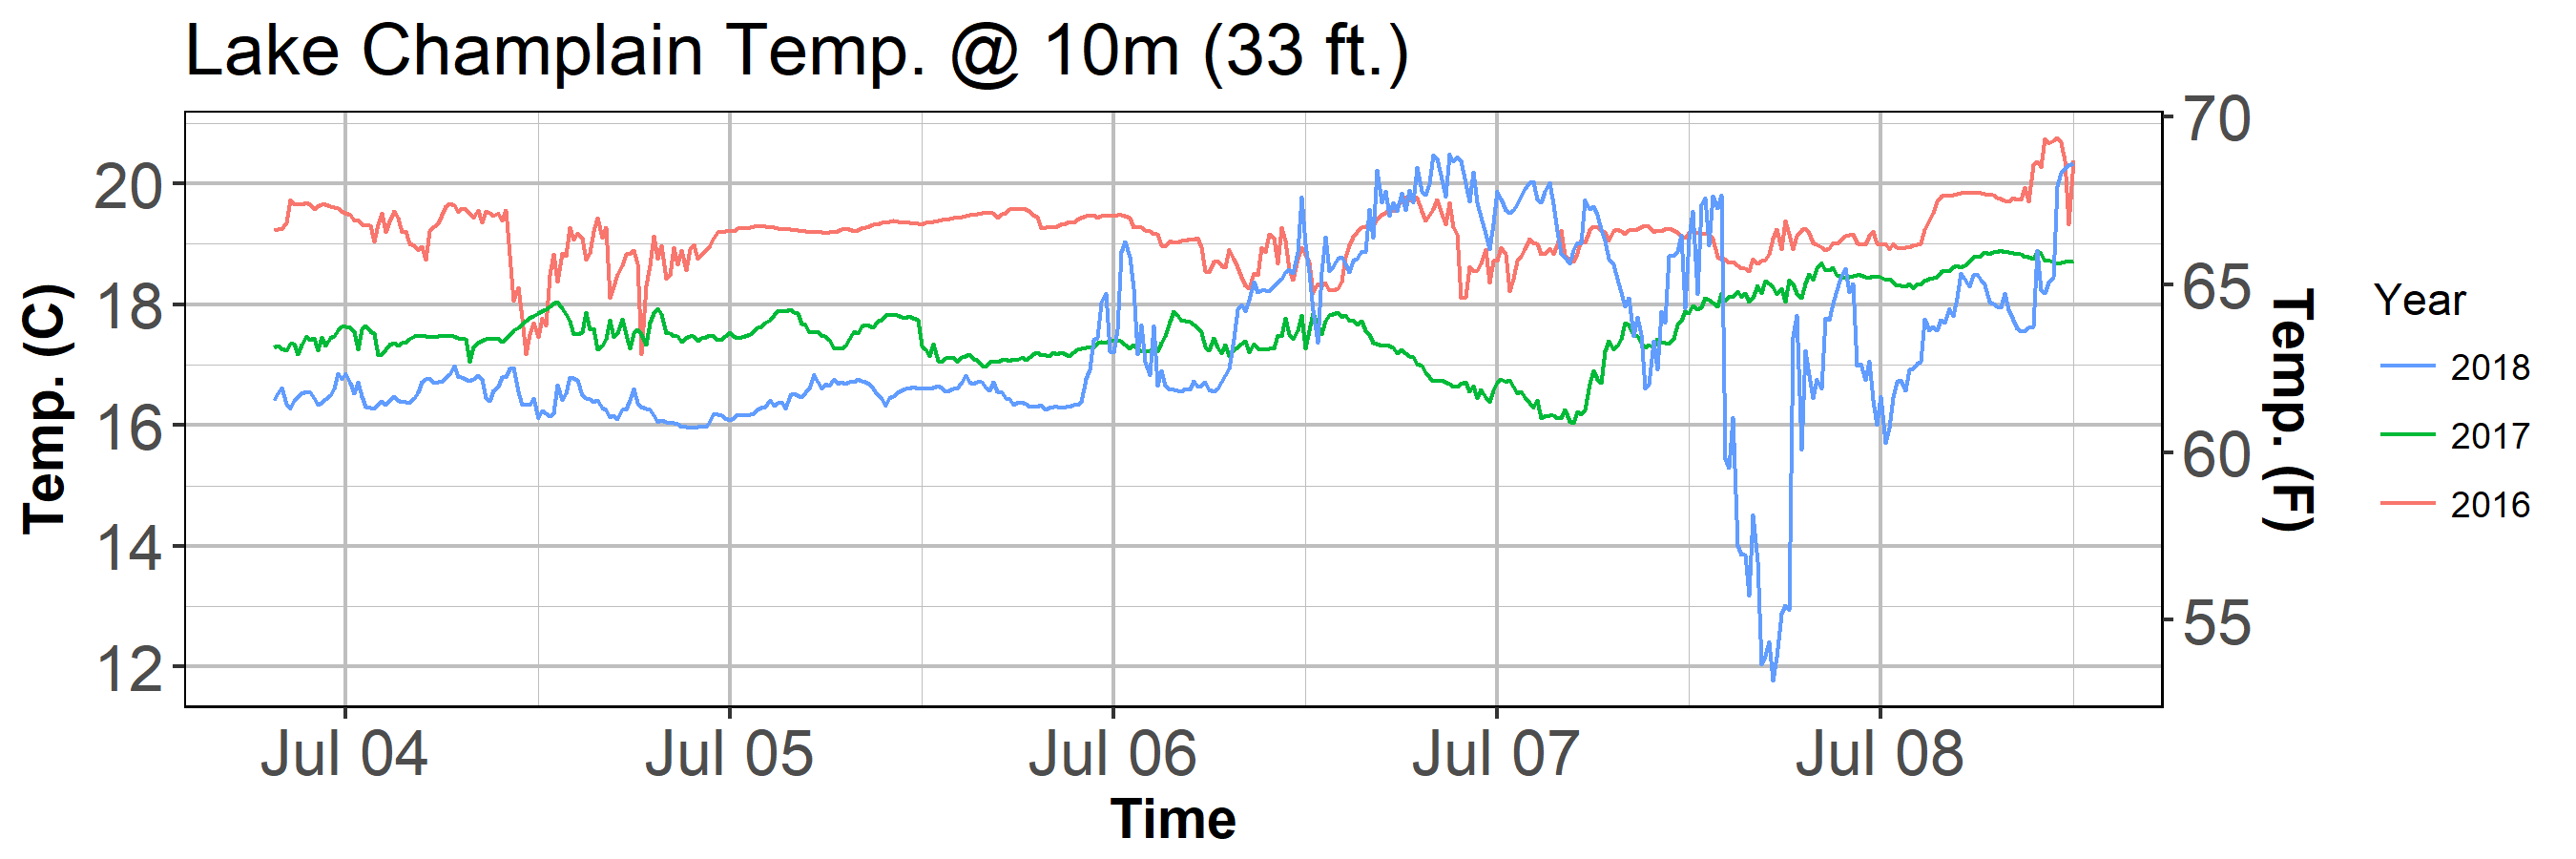 Lake Champlain Temp. @ 10m (33 ft.)
Temp. (C)
20
18
16
14
12
70
65
60
55
Temp. (F)
Jul 04
Jul 05
Jul 06
Jul 07
Jul 08
Time
Year
2018
2017
2016